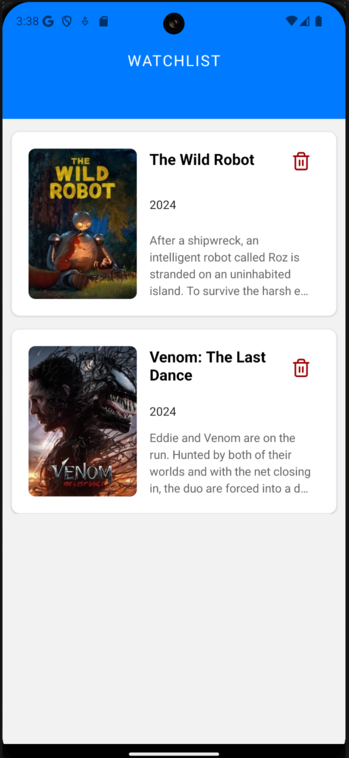 3:38
WATCHLIST
THE
WILD
ROBOT
The Wild Robot
2024
After a shipwreck, an
intelligent robot called Roz is
stranded on an uninhabited
island. To survive the harsh e...
VENOM
THE LAST DANCE
Venom: The Last
Dance
2024
Eddie and Venom are on the
run. Hunted by both of their
worlds and with the net closing
in, the duo are forced into a d...